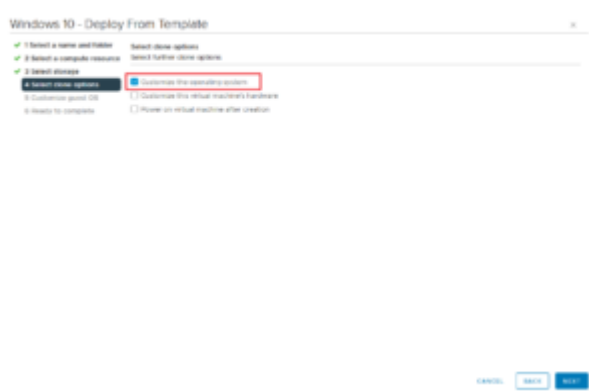 Windows 10 - Deploy From Template
1 Select a name and folder
2 Select a compute resource
3 Select storage
4 Select clone options
5 Customize guest OS
6 Ready to complete
Select clone options
Select further clone options
Customize the operating system
Customize this virtual machine's hardware
Power on virtual machine after creation
CANCEL
BACK
NEXT